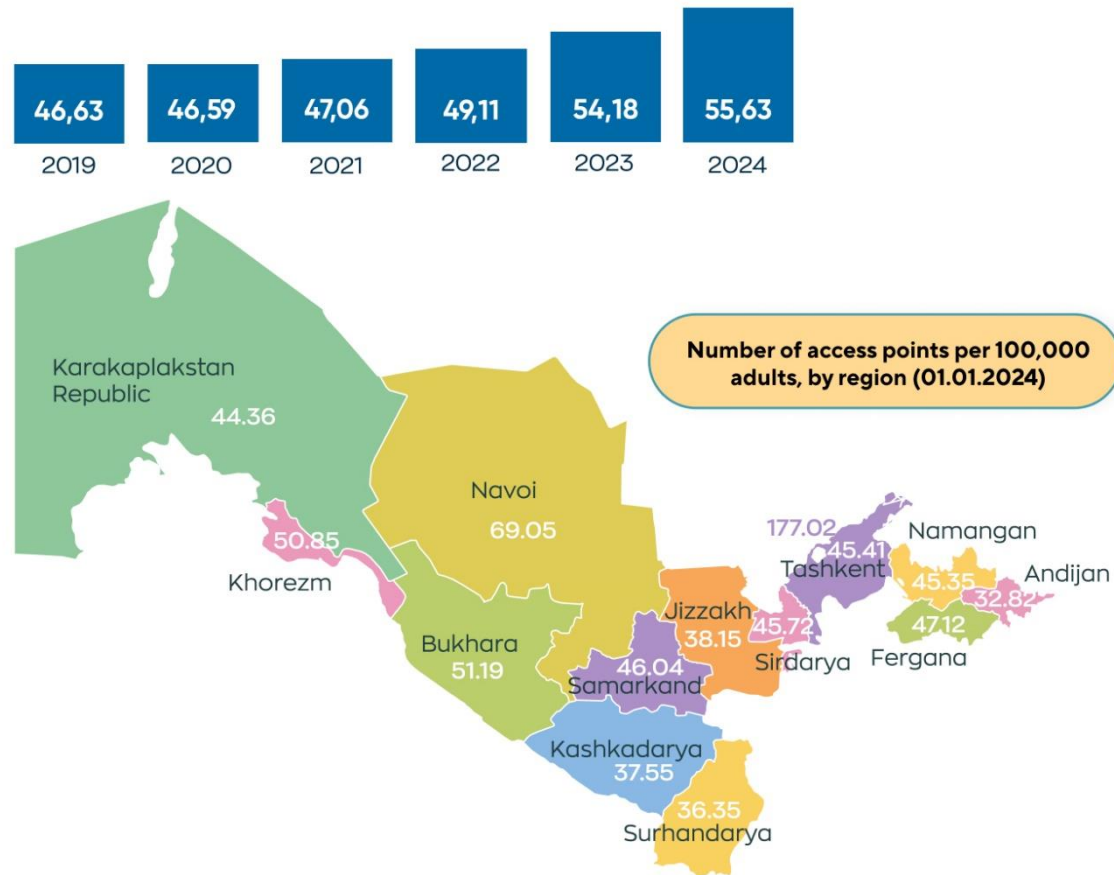 46,63
46,59
47,06
49,11
54,18
55,63
2019
2020
2021
2022
2023
2024
Number of access points per 100,000
adults, by region (01.01.2024)
Karakaplakstan
Republic
44.36
Navoi
69.05
50.85
Khorezm
Bukhara
51.19
Jizzakh
38.15
46.04
Samarkand
45.72
Sirdarya
177.02
45.41
Tashkent
Namangan
45.35
Andijan
32.82
47.12
Fergana
Kashkadarya
37.55
36.35
Surhandarya